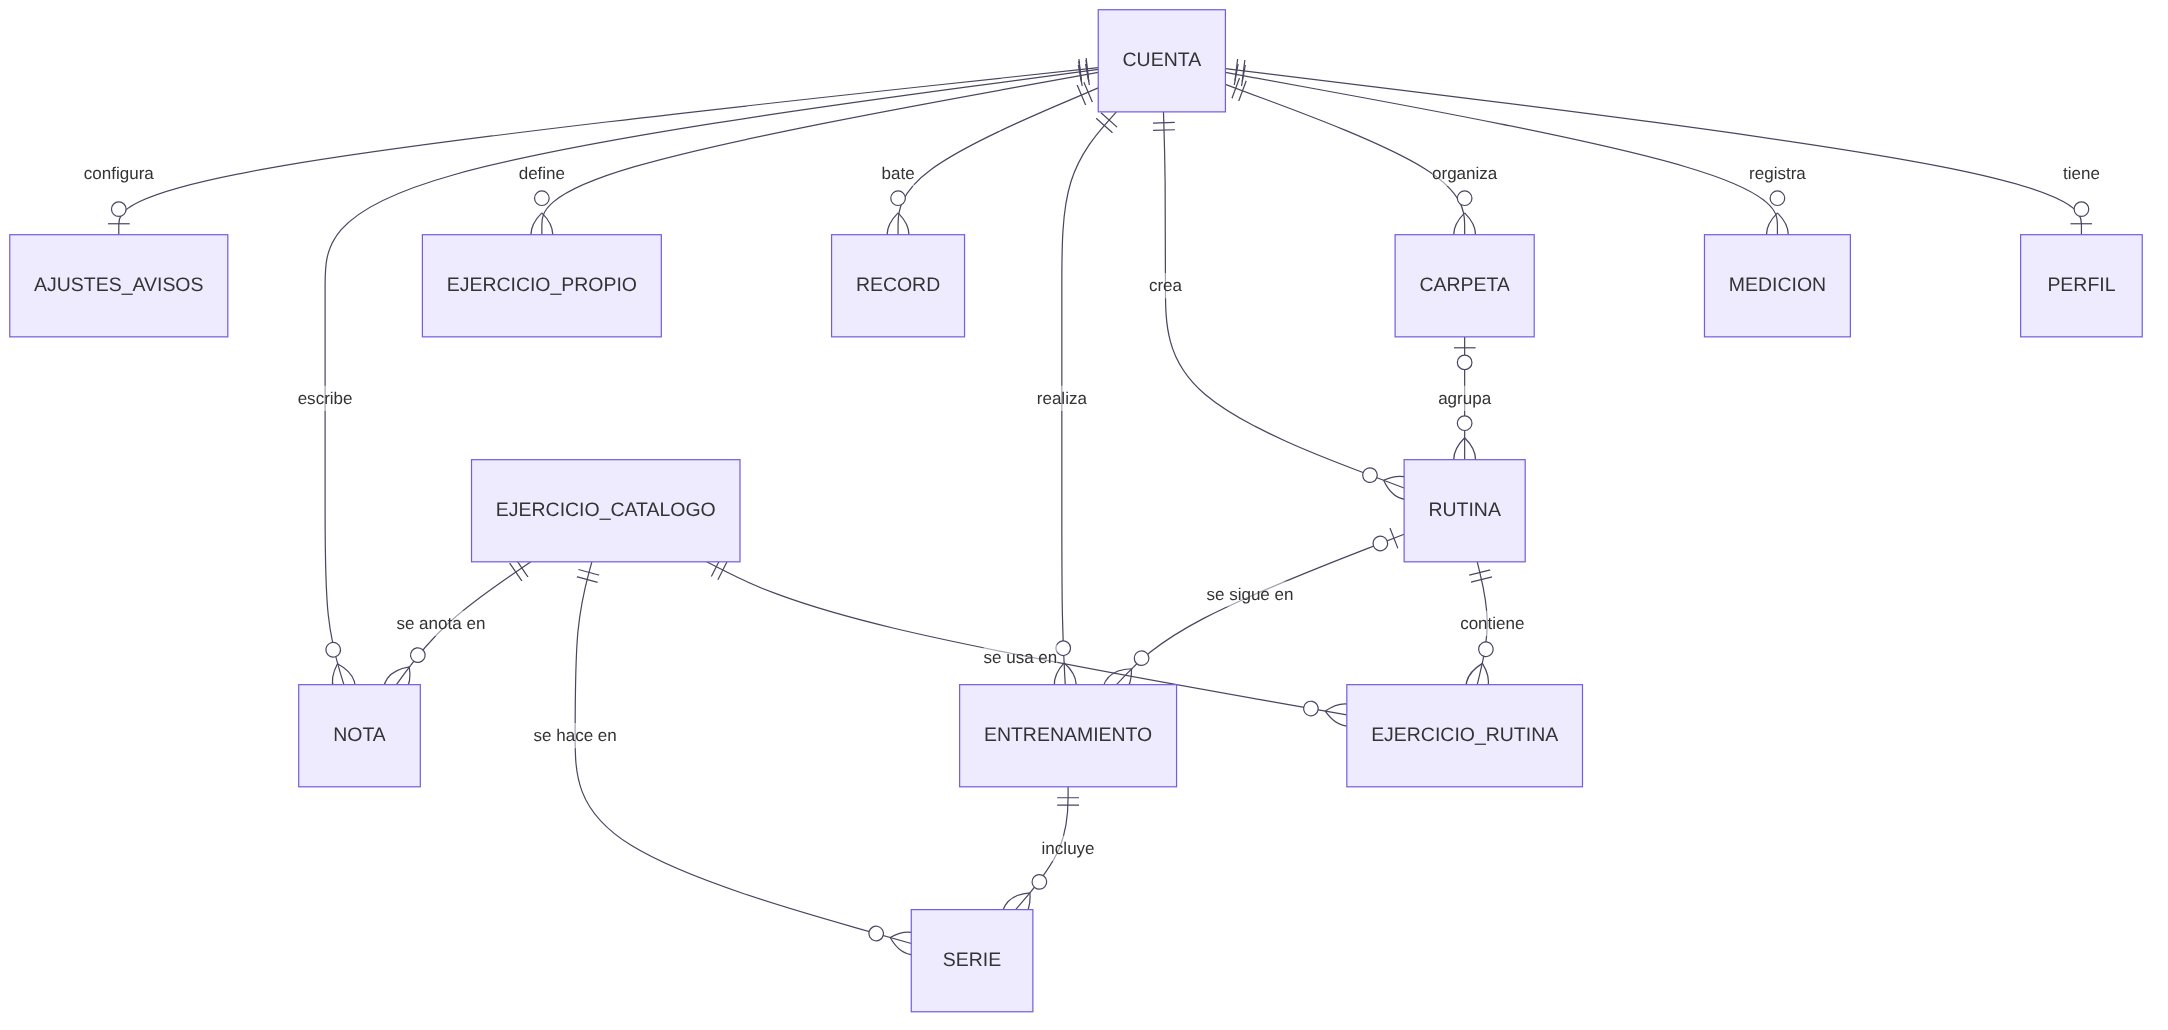 CUENTA
configura
define
bate
organiza
registra
tiene
AJUSTES_AVISOS
EJERCICIO_PROPIO
RECORD
crea
CARPETA
MEDICION
PERFIL
escribe
realiza
agrupa
EJERCICIO_CATALOGO
RUTINA
se sigue en
se anota en
contiene
se usa en
NOTA
se hace en
ENTRENAMIENTO
EJERCICIO_RUTINA
incluye
SERIE